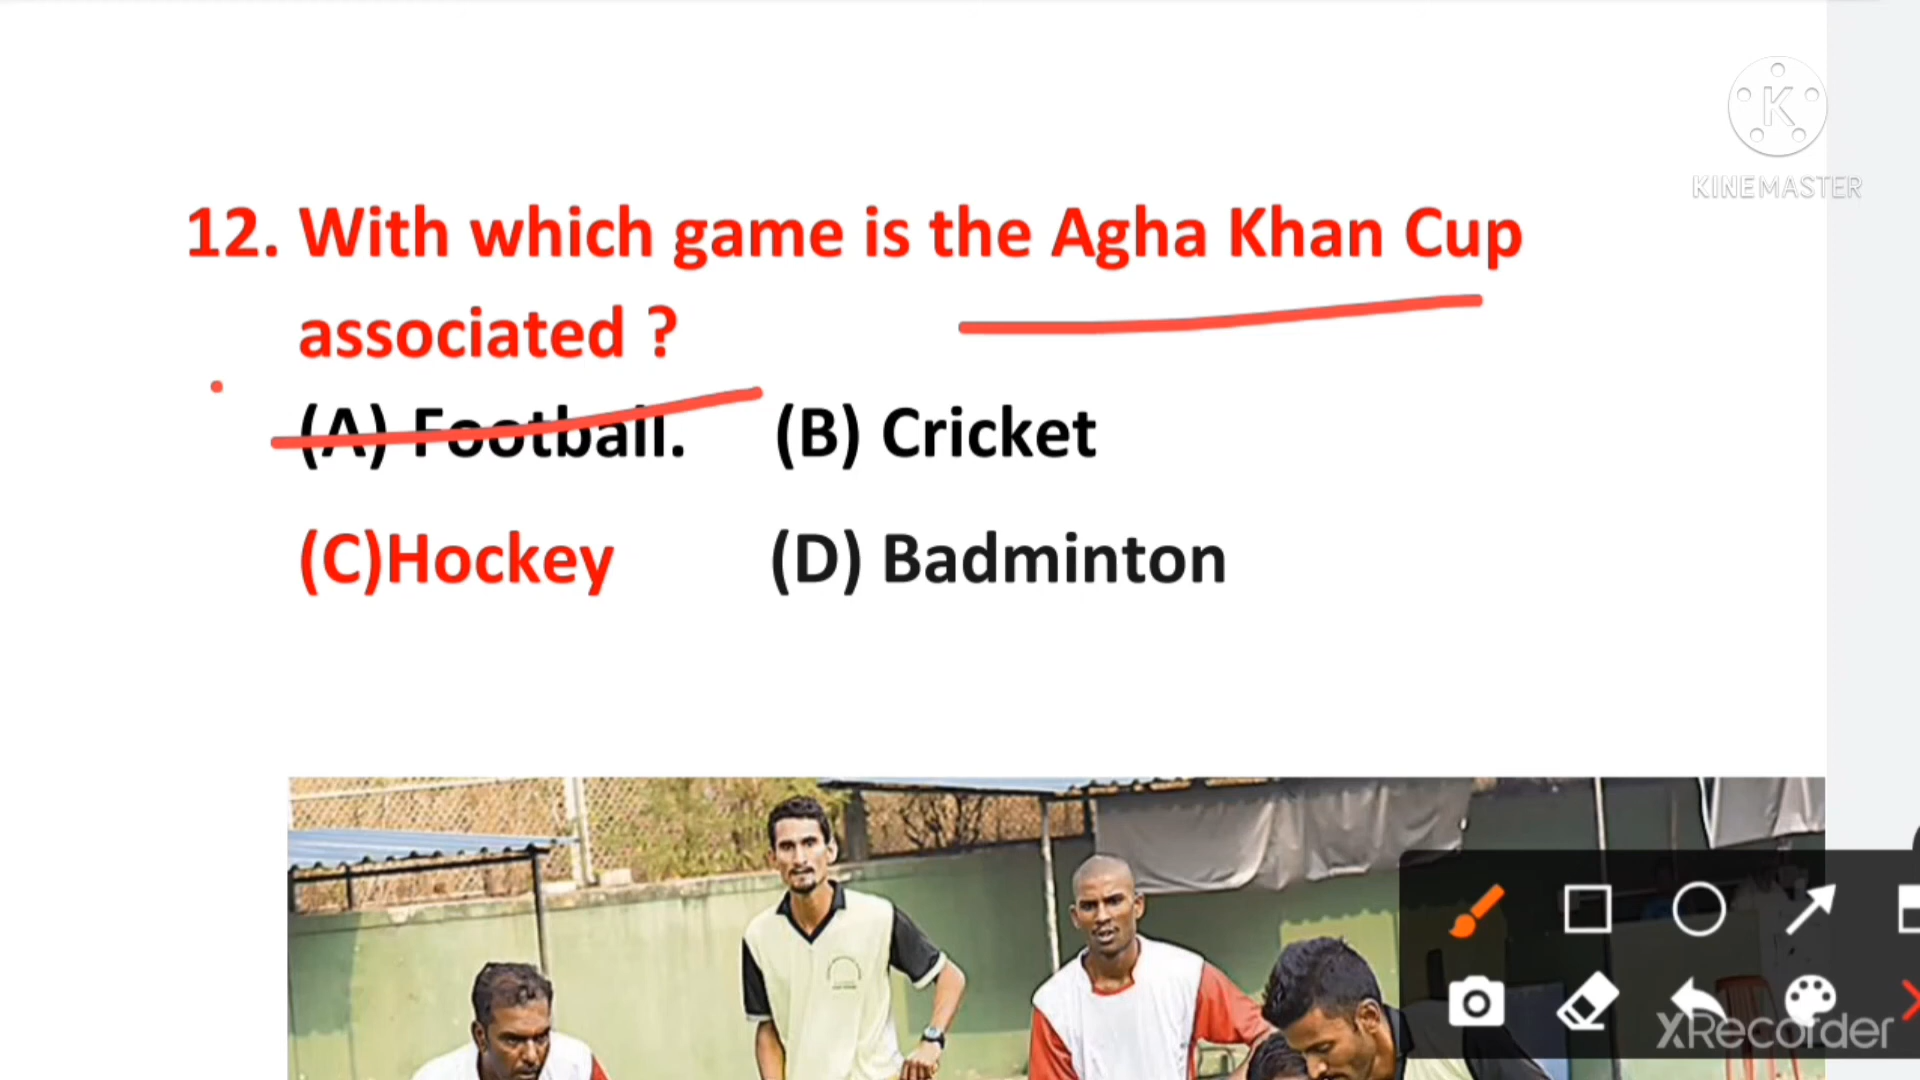 KINEMASTER
12. With which game is the Agha Khan Cup
associated ?
(A) Football. (B) Cricket
(C)Hockey (D) Badminton
XRecorder